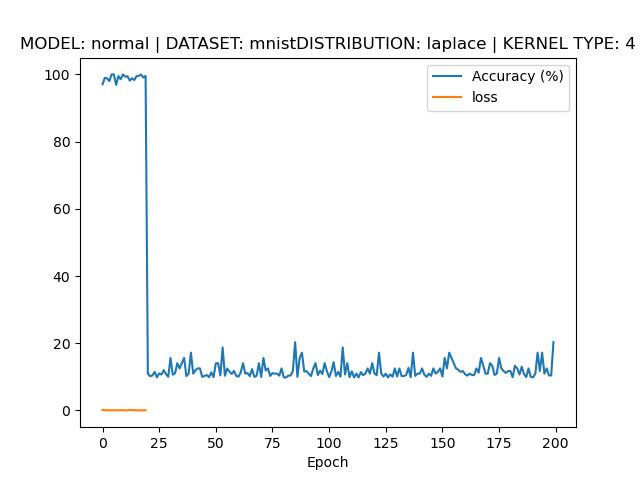 MODEL: normal | DATASET: mnistDISTRIBUTION: laplace | KERNEL TYPE: 4
100
80
60
40
20
0
Accuracy (%)
loss
0 25 50 75 100 125 150 175 200
Epoch